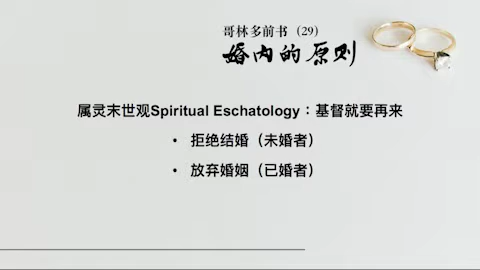 哥林多前书（29）
婚内的原则
属灵末世观Spiritual Eschatology：基督就要再来
• 拒绝结婚（未婚者）
• 放弃婚姻（已婚者）